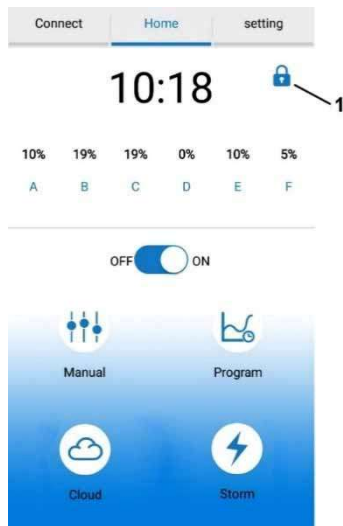 Connect Home setting
10:18
1
10% 19% 19% 0% 10% 5%
A B C D E F
OFF ON
Manual Program
Cloud Storm